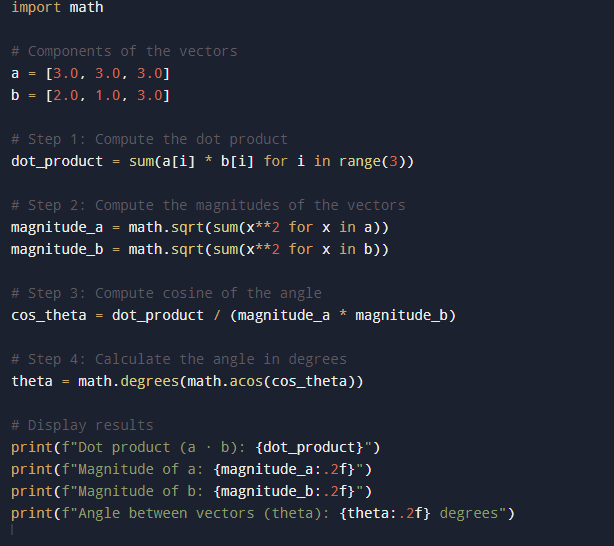 import math
# Components of the vectors
a = [3.0, 3.0, 3.0]
b = [2.0, 1.0, 3.0]
# Step 1: Compute the dot product
dot_product = sum(a[i] * b[i] for i in range(3))
# Step 2: Compute the magnitudes of the vectors
magnitude_a = math.sqrt(sum(x**2 for x in a))
magnitude_b = math.sqrt(sum(x**2 for x in b))
# Step 3: Compute cosine of the angle
cos_theta = dot_product / (magnitude_a * magnitude_b)
# Step 4: Calculate the angle in degrees
theta = math.degrees(math.acos(cos_theta))
# Display results
print(f"Dot product (a · b): {dot_product}")
print(f"Magnitude of a: {magnitude_a:.2f}")
print(f"Magnitude of b: {magnitude_b:.2f}")
print(f"Angle between vectors (theta): {theta:.2f} degrees")